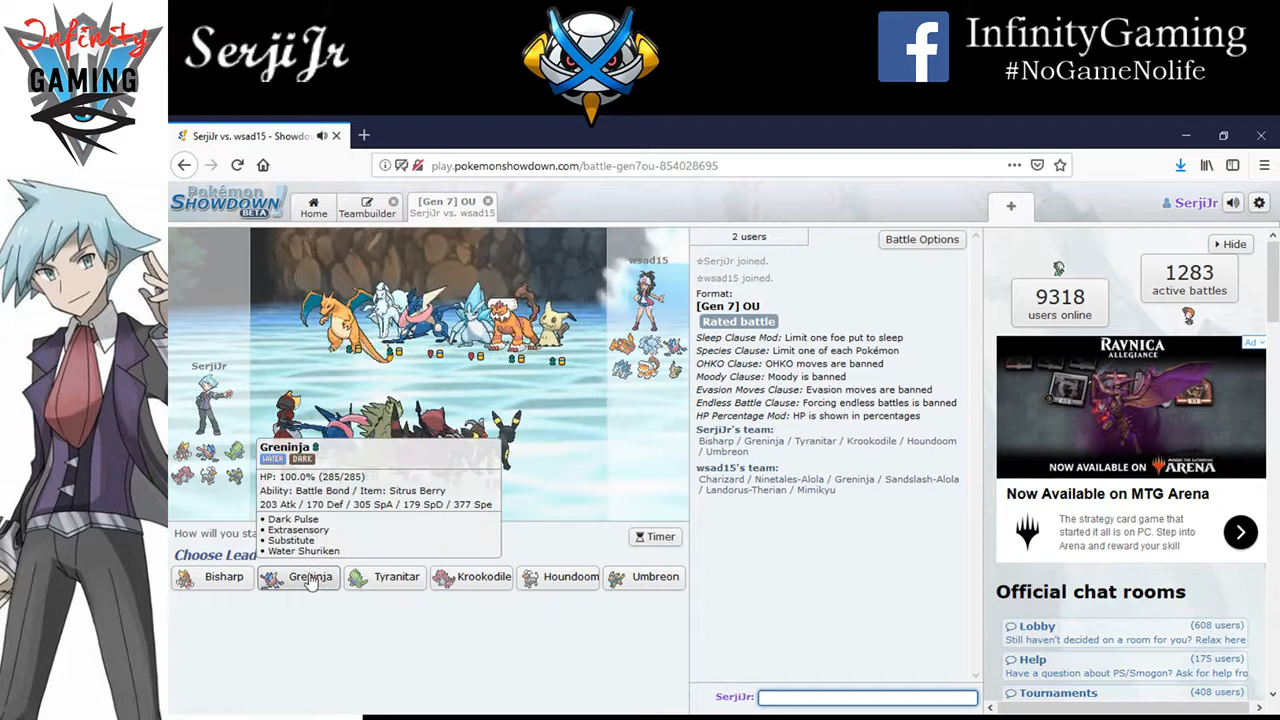 Infinity
GAMING
SerjiJr
InfinityGaming
#NoGameNolife
SerjiJr vs. wsad15 - Showdo
play.pokemonshowdown.com/battle-gen7ou-854028695
Pokémon
SHOWDOWN!
BETA
Home
Teambuilder
[Gen 7] OU
SerjiJr vs. wsad15
SerjiJr
2 users
Battle Options
Hide
wsad15
SerjiJr
☆SerjiJr joined.
☆wsad15 joined.
Format:
[Gen 7] OU
Rated battle
Sleep Clause Mod: Limit one foe put to sleep
Species Clause: Limit one of each Pokémon
OHKO Clause: OHKO moves are banned
Moody Clause: Moody is banned
Evasion Moves Clause: Evasion moves are banned
Endless Battle Clause: Forcing endless battles is banned
HP Percentage Mod: HP is shown in percentages
SerjiJr's team:
Bisharp / Greninja / Tyranitar / Krookodile / Houndoom
/ Umbreon
wsad15's team:
Charizard / Ninetales-Alola / Greninja / Sandslash-Alola
/ Landorus-Therian / Mimikyu
Greninja
WATER DARK
HP: 100.0% (285/285)
Ability: Battle Bond / Item: Sitrus Berry
203 Atk / 170 Def / 305 SpA / 179 SpD / 377 Spe
• Dark Pulse
• Extrasensory
• Substitute
• Water Shuriken
How will you sta
Timer
Choose Lead
Bisharp
Greninja
Tyranitar
Krookodile
Houndoom
Umbreon
SerjiJr:
9318
users online
1283
active battles
Ad
RAVNICA
ALLEGIANCE
NOW AVAILABLE ON MAGIC THE GATHERING ARENA
Now Available on MTG Arena
The strategy card game that
started it all is on PC. Step into
Arena and reward your skill
Official chat rooms
Lobby
(608 users)
Still haven't decided on a room for you? Relax here
Help
(175 users)
Have a question about PS/Smogon? Ask for help fro
Tournaments
(408 users)